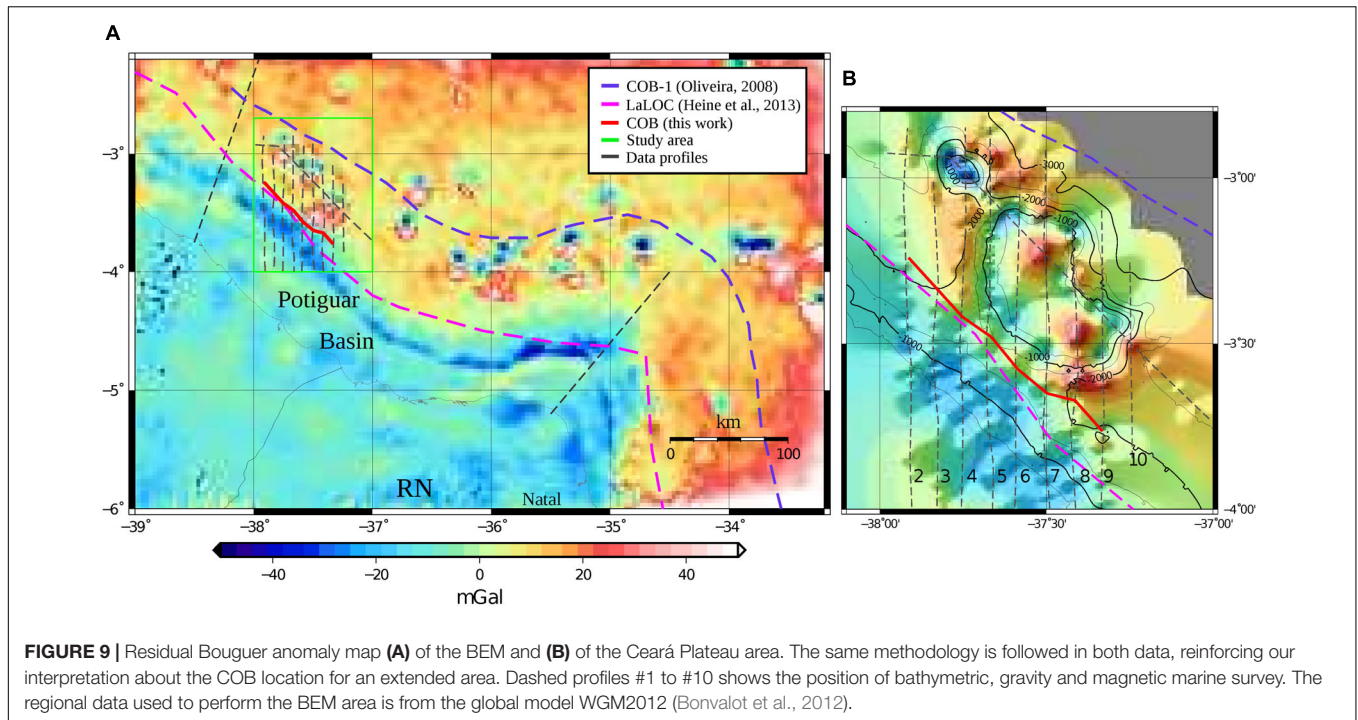 A
COB-1 (Oliveira, 2008)
LaLOC (Heine et al., 2013)
COB (this work)
Study area
Data profiles
−3°
−4°
−5°
−6°
Potiguar
Basin
RN
Natal
km
0 100
−39° −38° −37° −36° −35° −34°
−40 −20 0 20 40
mGal
B
-3000
-2000
-1000
-1000
-2000
-1000
-1000
-2000
−3°00'
−3°30'
−4°00'
2 3 4 5 6 7 8 9 10
−38°00' −37°30' −37°00'
FIGURE 9 | Residual Bouguer anomaly map (A) of the BEM and (B) of the Ceará Plateau area. The same methodology is followed in both data, reinforcing our
interpretation about the COB location for an extended area. Dashed profiles #1 to #10 shows the position of bathymetric, gravity and magnetic marine survey. The
regional data used to perform the BEM area is from the global model WGM2012 (Bonvalot et al., 2012).